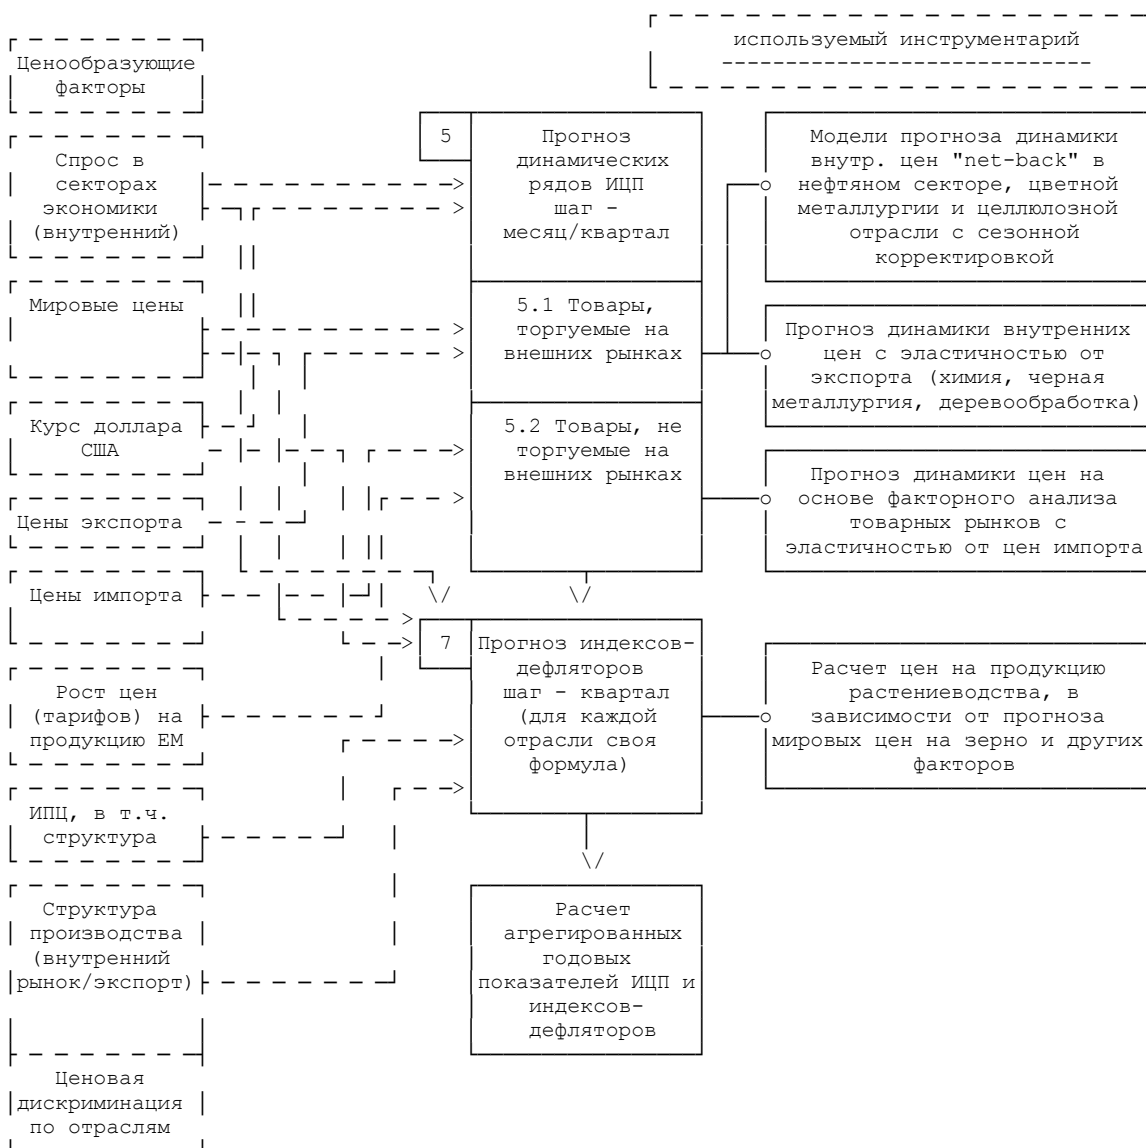 используемый инструментарий
Ценообразующие
факторы
5
Прогноз
динамических
рядов ИЦП
шаг -
месяц/квартал
Модели прогноза динамики
внутр. цен "net-back" в
нефтяном секторе, цветной
металлургии и целлюлозной
отрасли с сезонной
корректировкой
Спрос в
секторах
экономики
(внутренний)
Мировые цены
5.1 Товары,
торгуемые на
внешних рынках
Прогноз динамики внутренних
цен с эластичностью от
экспорта (химия, черная
металлургия, деревообработка)
Курс доллара
США
5.2 Товары, не
торгуемые на
внешних рынках
Прогноз динамики цен на
основе факторного анализа
товарных рынков с
эластичностью от цен импорта
Цены экспорта
Цены импорта
7
Прогноз индексов-
дефляторов
шаг - квартал
(для каждой
отрасли своя
формула)
Расчет цен на продукцию
растениеводства, в
зависимости от прогноза
мировых цен на зерно и других
факторов
Рост цен
(тарифов) на
продукцию ЕМ
ИПЦ, в т.ч.
структура
Структура
производства
(внутренний
рынок/экспорт)
Расчет
агрегированных
годовых
показателей ИЦП и
индексов-
дефляторов
Ценовая
дискриминация
по отраслям